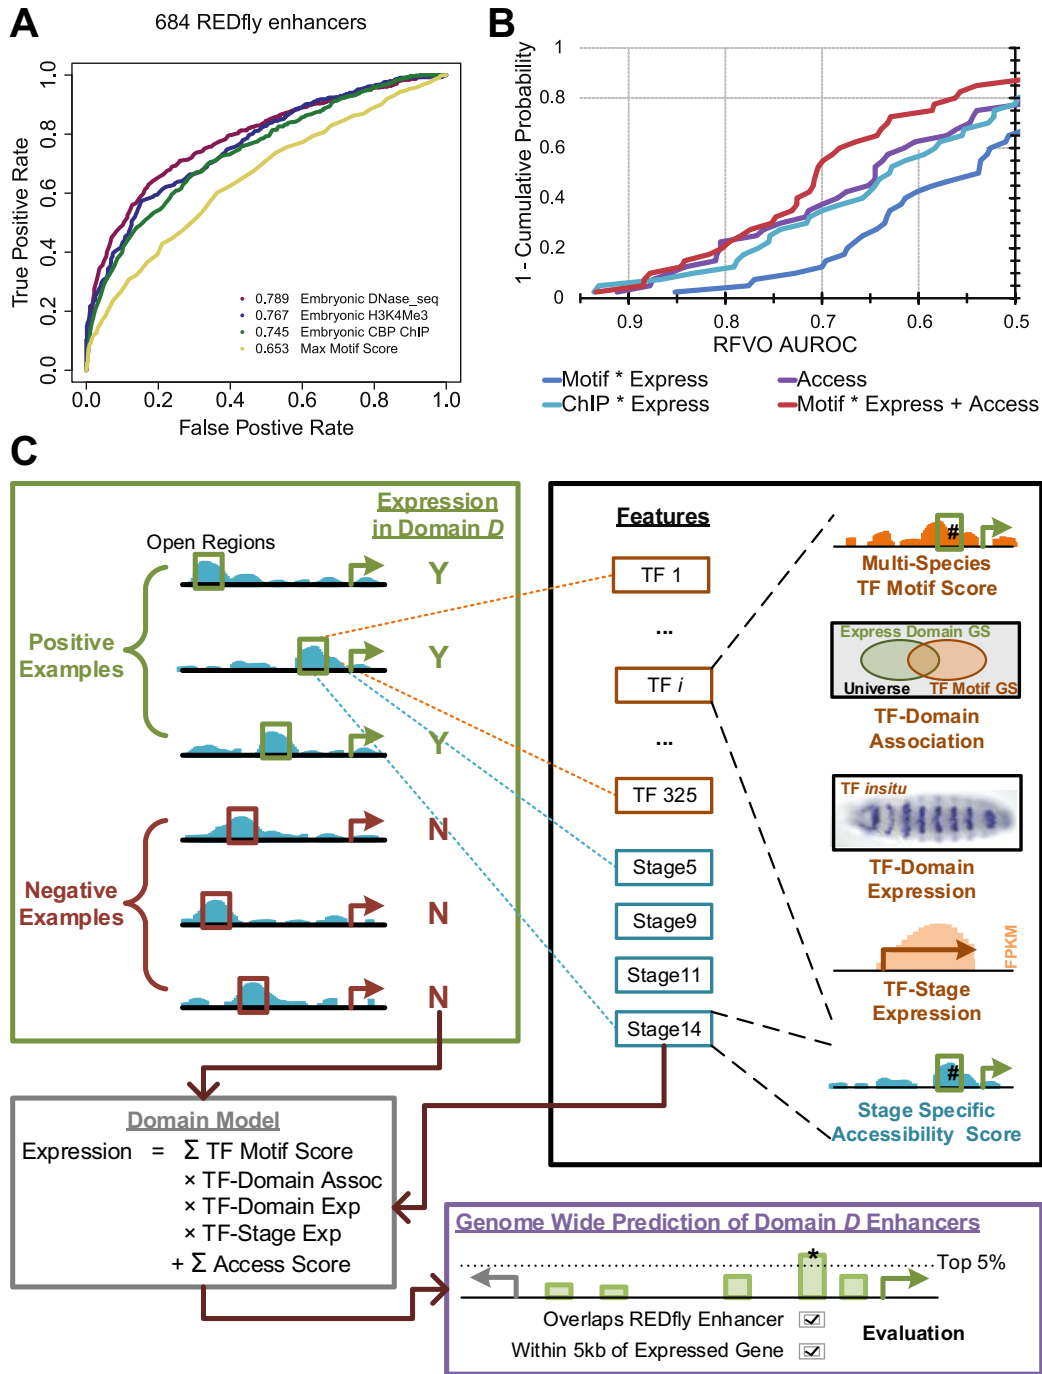 A
684 REDfly enhancers
True Positive Rate
1.0
0.8
0.6
0.4
0.2
0.0
0.789 Embryonic DNase_seq
0.767 Embryonic H3K4Me3
0.745 Embryonic CBP ChIP
0.653 Max Motif Score
0.0 0.2 0.4 0.6 0.8 1.0
False Postive Rate
B
1 - Cumulative Probability
1
0.8
0.6
0.4
0.2
0
0.9 0.8 0.7 0.6 0.5
RFVO AUROC
Motif * Express
Access
ChIP * Express
Motif * Express + Access
C
Expression
in Domain D
Open Regions
Y
Positive
Examples
Y
Y
N
Negative
Examples
N
N
Features
TF 1
...
TF i
...
TF 325
Stage5
Stage9
Stage11
Stage14
#
Multi-Species
TF Motif Score
Express Domain GS
Universe
TF Motif GS
TF-Domain
Association
TF insitu
TF-Domain
Expression
FPKM
TF-Stage
Expression
#
Stage Specific
Accessibility Score
Domain Model
Expression = Σ TF Motif Score
× TF-Domain Assoc
× TF-Domain Exp
× TF-Stage Exp
+ Σ Access Score
Genome Wide Prediction of Domain D Enhancers
*
Top 5%
Overlaps REDfly Enhancer
Within 5kb of Expressed Gene
Evaluation